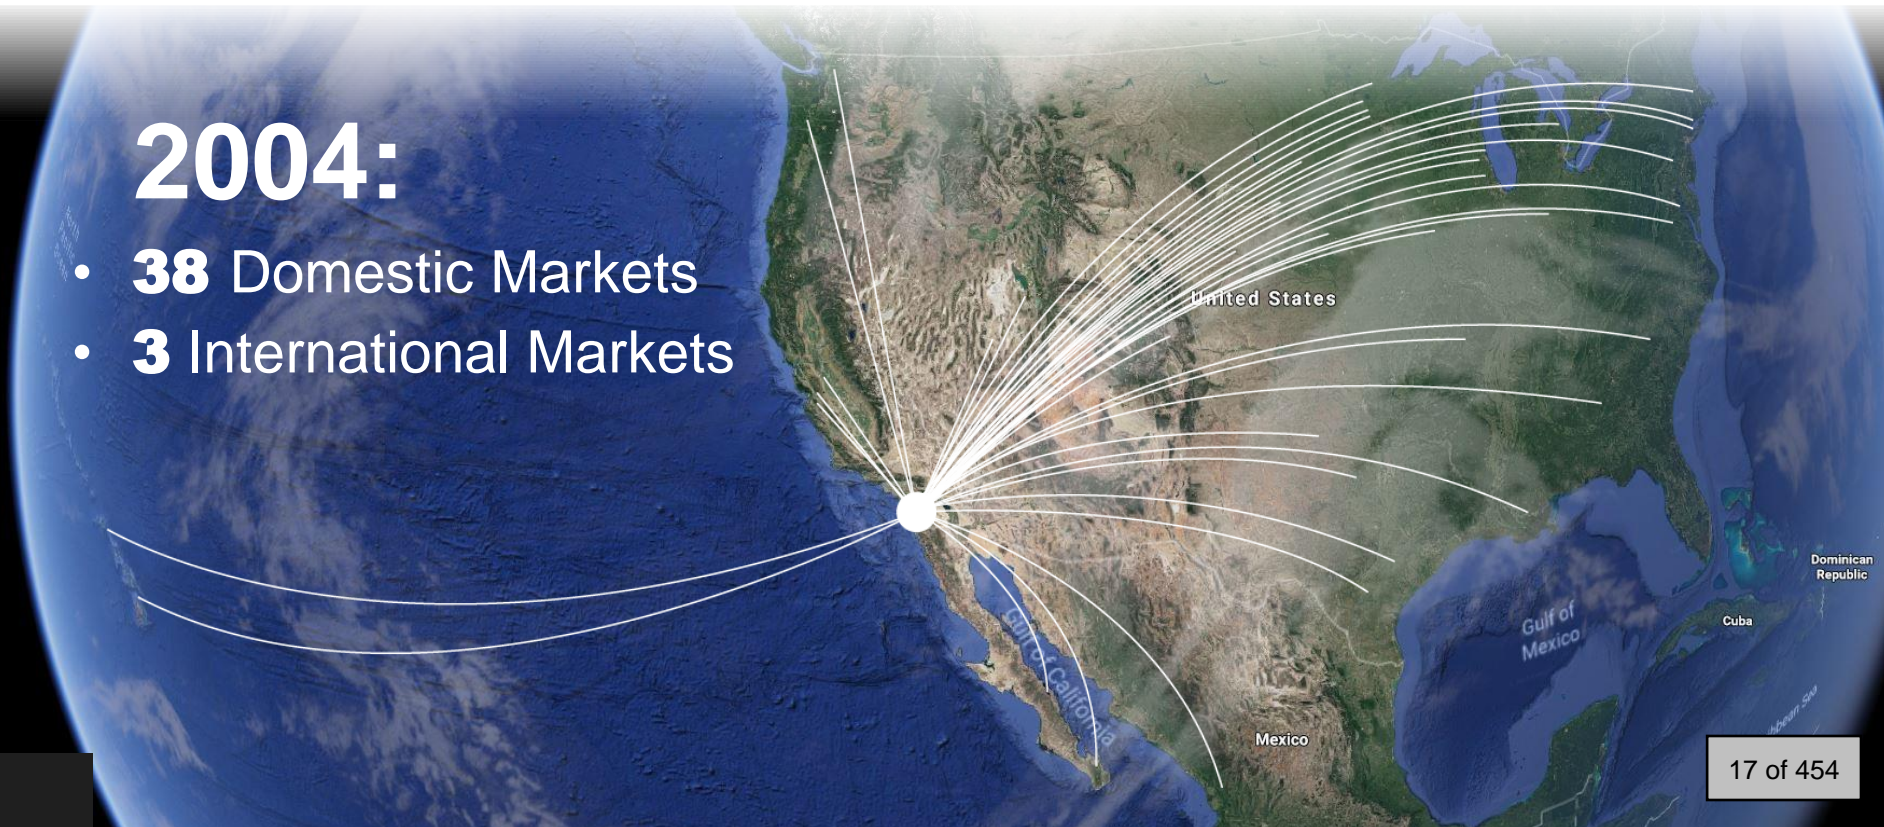 2004:
• 38 Domestic Markets
• 3 International Markets
United States
Dominican
Republic
Gulf of
Mexico
Cuba
Gulf of California
Mexico
17 of 454